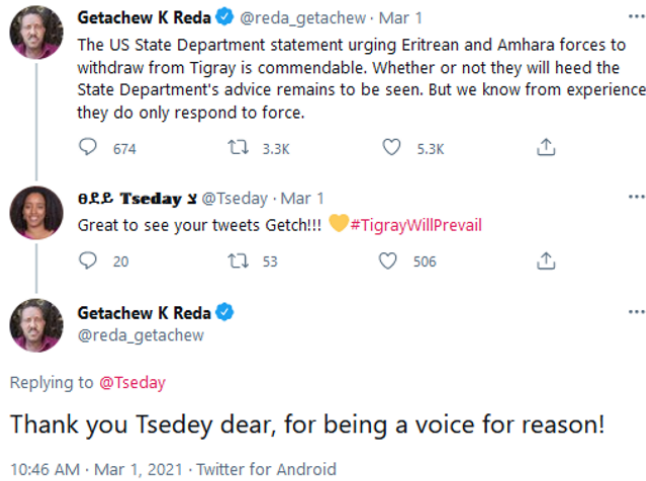 Getachew K Reda @reda_getachew · Mar 1
The US State Department statement urging Eritrean and Amhara forces to
withdraw from Tigray is commendable. Whether or not they will heed the
State Department's advice remains to be seen. But we know from experience
they do only respond to force.
674 3.3K 5.3K
Tseday @Tseday · Mar 1
Great to see your tweets Getch!!! 💛#TigrayWillPrevail
20 53 506
Getachew K Reda
@reda_getachew
Replying to @Tseday
Thank you Tsedey dear, for being a voice for reason!
10:46 AM · Mar 1, 2021 · Twitter for Android